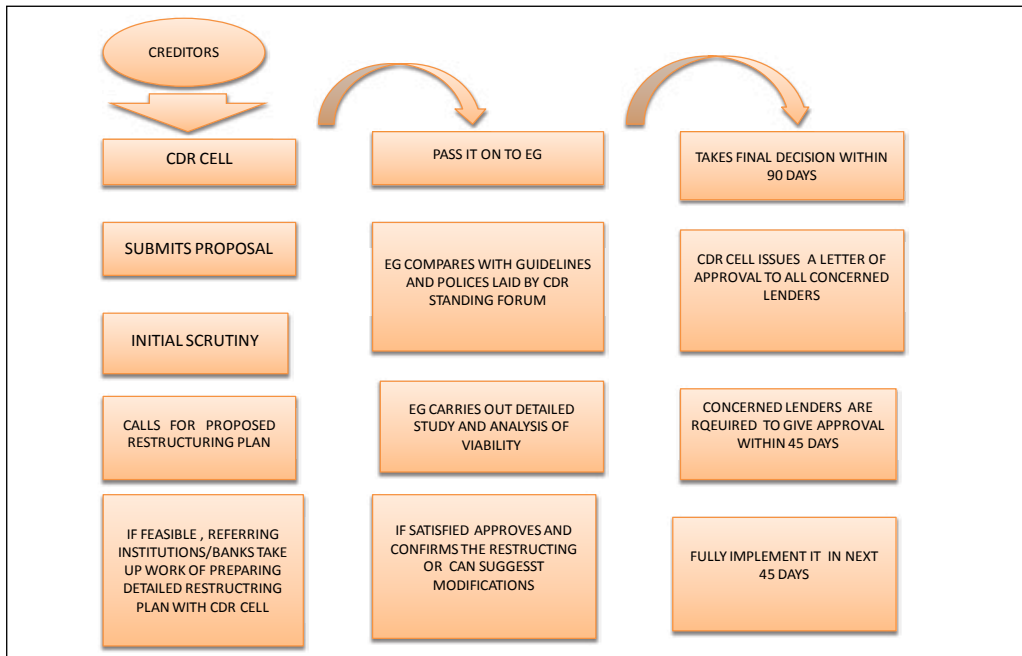 CREDITORS
CDR CELL
SUBMITS PROPOSAL
INITIAL SCRUTINY
CALLS FOR PROPOSED
RESTRUCTURING PLAN
IF FEASIBLE , REFERRING
INSTITUTIONS/BANKS TAKE
UP WORK OF PREPARING
DETAILED RESTRUCTRING
PLAN WITH CDR CELL
PASS IT ON TO EG
EG COMPARES WITH GUIDELINES
AND POLICES LAID BY CDR
STANDING FORUM
EG CARRIES OUT DETAILED
STUDY AND ANALYSIS OF
VIABILITY
IF SATISFIED APPROVES AND
CONFIRMS THE RESTRUCTING
OR CAN SUGGESST
MODIFICATIONS
TAKES FINAL DECISION WITHIN
90 DAYS
CDR CELL ISSUES A LETTER OF
APPROVAL TO ALL CONCERNED
LENDERS
CONCERNED LENDERS ARE
RQEUIRED TO GIVE APPROVAL
WITHIN 45 DAYS
FULLY IMPLEMENT IT IN NEXT
45 DAYS